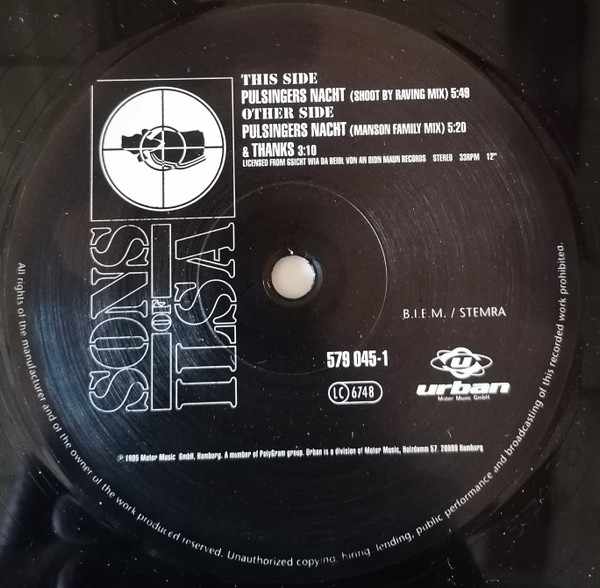 THIS SIDE
PULSINGERS NACHT (SHOOT BY RAVING MIX) 5:49
OTHER SIDE
PULSINGERS NACHT (MANSON FAMILY MIX) 5:20
& THANKS 3:10
LICENSED FROM GSICHT WIA DA BEIDL VON AN OIDN MAUN RECORDS STEREO 33RPM 12"
SONS
OF
ILSA
B.I.E.M. / STEMRA
579 045-1
LC 6748
u
urban
Motor Music GmbH
℗ 1995 Motor Music GmbH, Hamburg. A member of PolyGram group. Urban is a division of Motor Music, Holzdamm 57, 20099 Hamburg
All rights of the manufacturer and of the owner of the work produced reserved. Unauthorized copying, hiring, lending, public performance and broadcasting of this recorded work prohibited.